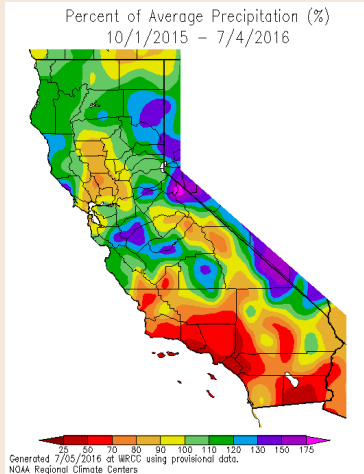 Percent of Average Precipitation (%)
10/1/2015 – 7/4/2016
25 50 70 80 90 100 110 120 130 150 175
Generated 7/05/2016 at WRCC using provisional data.
NOAA Regional Climate Centers